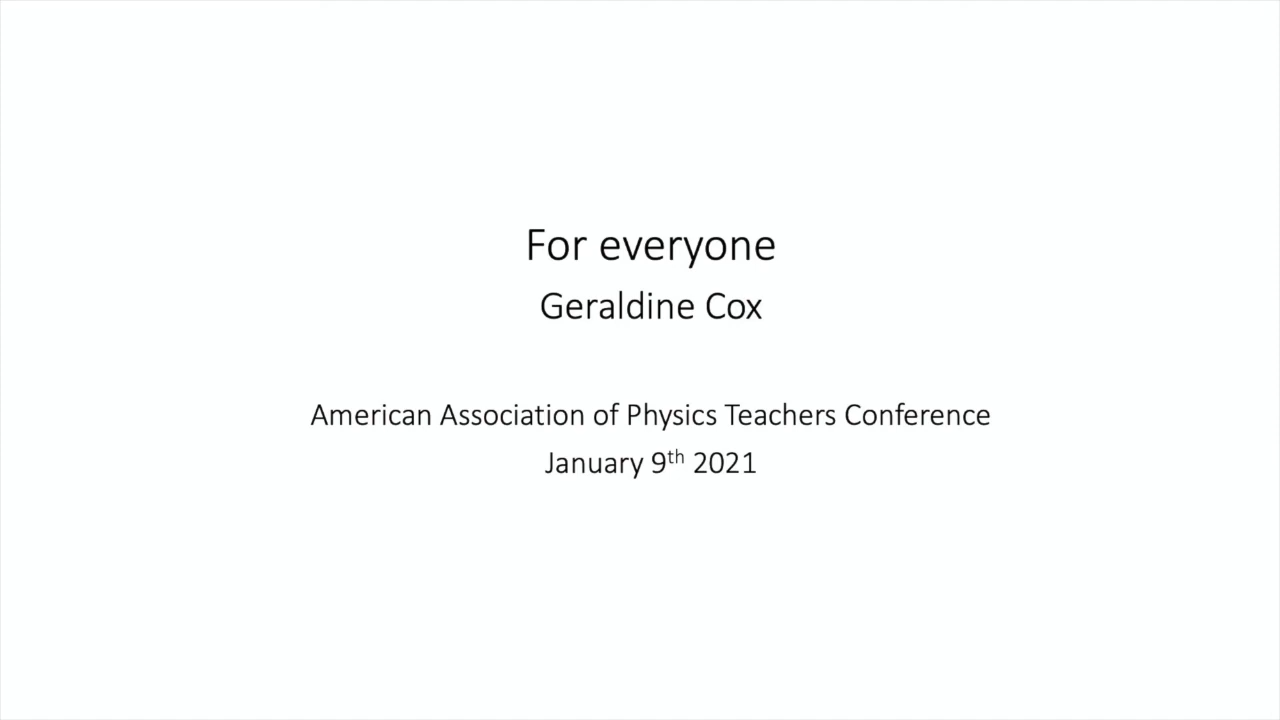 For everyone
Geraldine Cox
American Association of Physics Teachers Conference
January 9th 2021